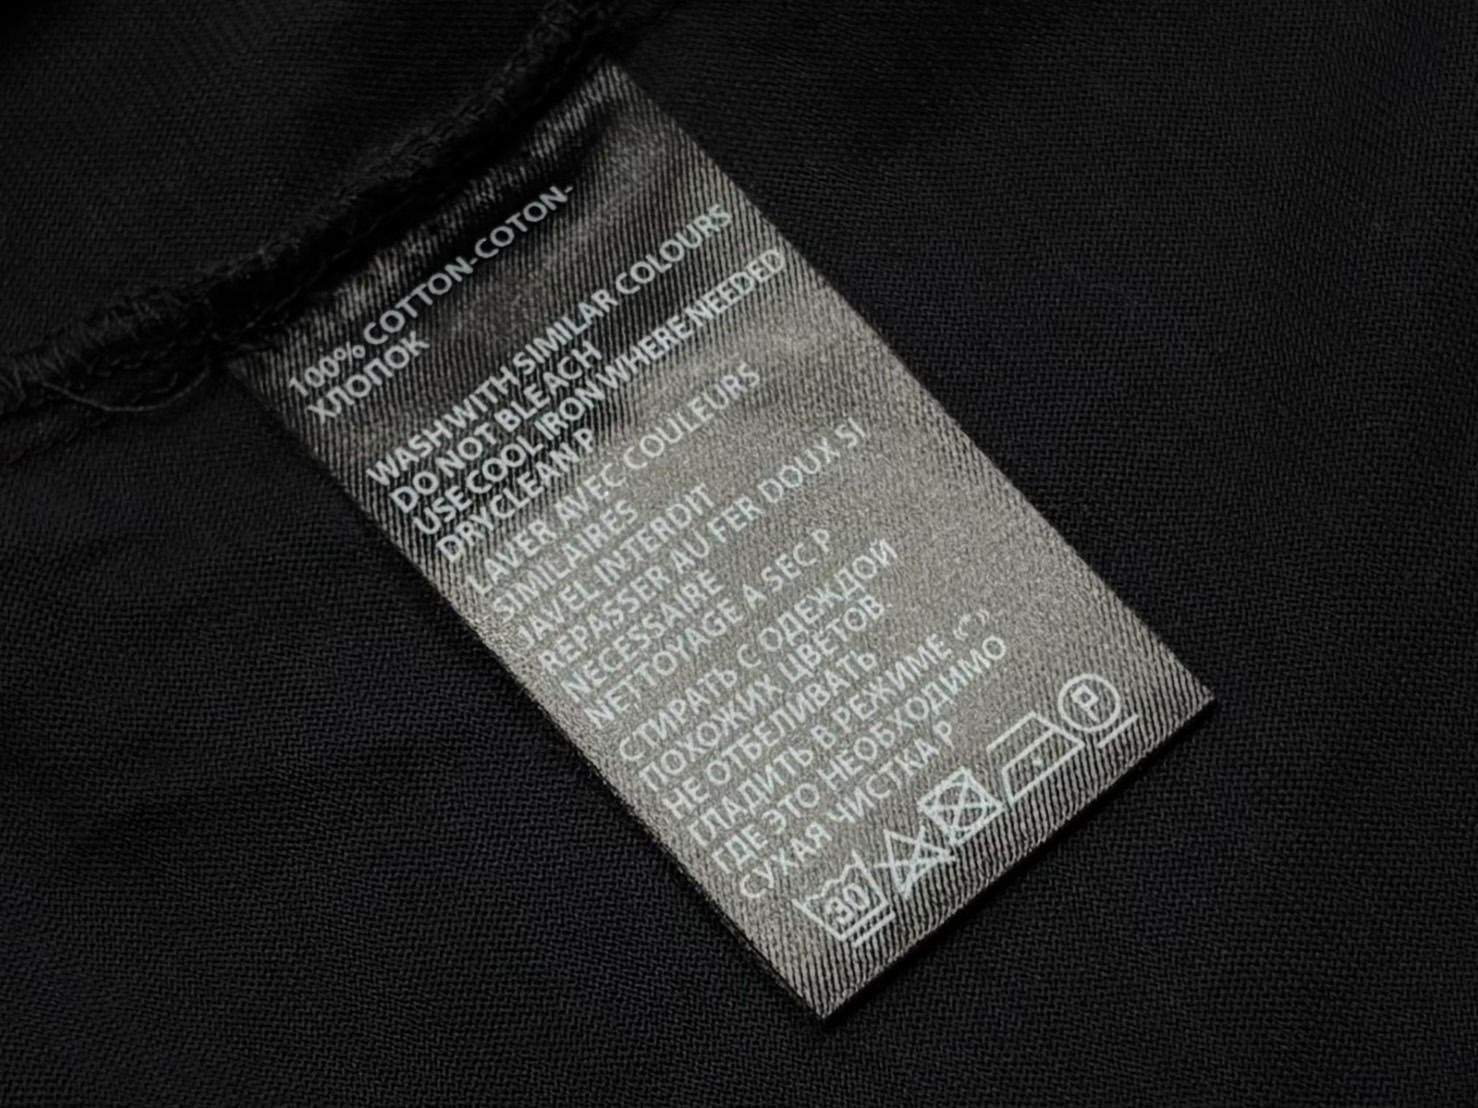 100% COTTON-COTON-
ХЛОПОК
WASH WITH SIMILAR COLOURS
DO NOT BLEACH
USE COOL IRON WHERE NEEDED
DRYCLEAN P
LAVER AVEC COULEURS
SIMILAIRES
JAVEL INTERDIT
REPASSER AU FER DOUX SI
NECESSAIRE
NETTOYAGE A SEC P
СТИРАТЬ С ОДЕЖДОЙ
ПОХОЖИХ ЦВЕТОВ.
НЕ ОТБЕЛИВАТЬ
ГЛАДИТЬ В РЕЖИМЕ «°»
ГДЕ ЭТО НЕОБХОДИМО
СУХАЯ ЧИСТКА P
30 P